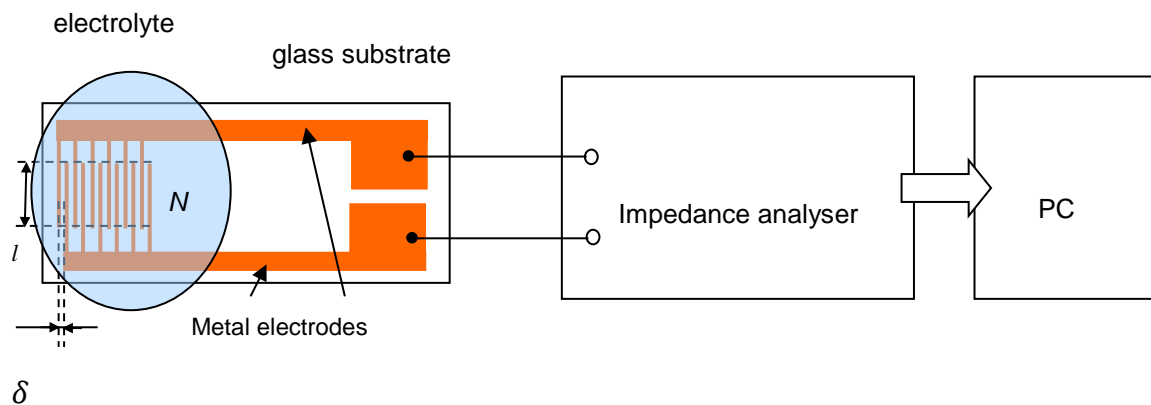 electrolyte
glass substrate
N
l
Impedance analyser
PC
Metal electrodes
δ